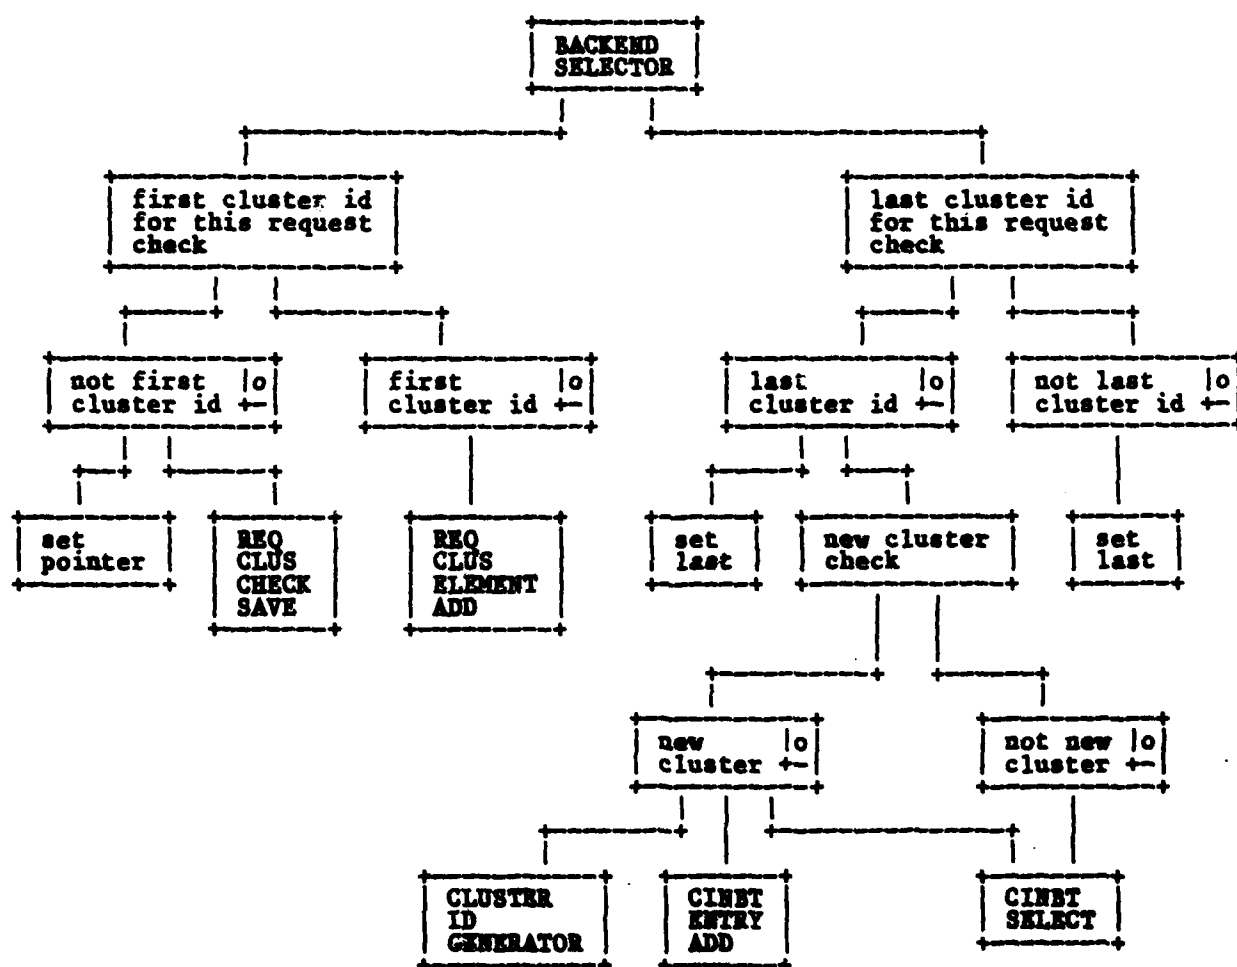 BACKEND
SELECTOR
first cluster id
for this request
check
last cluster id
for this request
check
not first o
cluster id
first o
cluster id
last o
cluster id
not last o
cluster id
set
pointer
REQ
CLUS
CHECK
SAVE
REQ
CLUS
ELEMENT
ADD
set
last
new cluster
check
set
last
new o
cluster
not new o
cluster
CLUSTER
ID
GENERATOR
CINBT
ENTRY
ADD
CINBT
SELECT